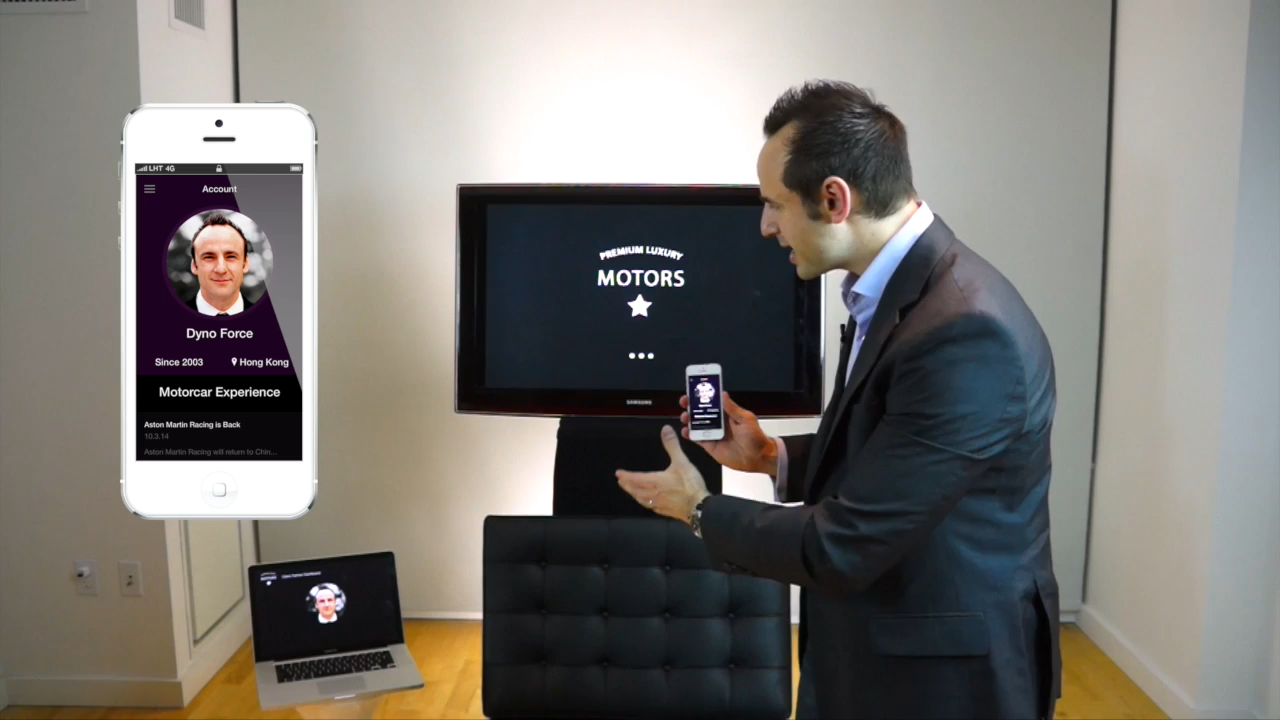 LHT 4G
Account
Dyno Force
Since 2003
Hong Kong
Motorcar Experience
Aston Martin Racing is Back
10.3.14
Aston Martin Racing will return to Chin...
PREMIUM LUXURY
MOTORS
SAMSUNG
MOTORS